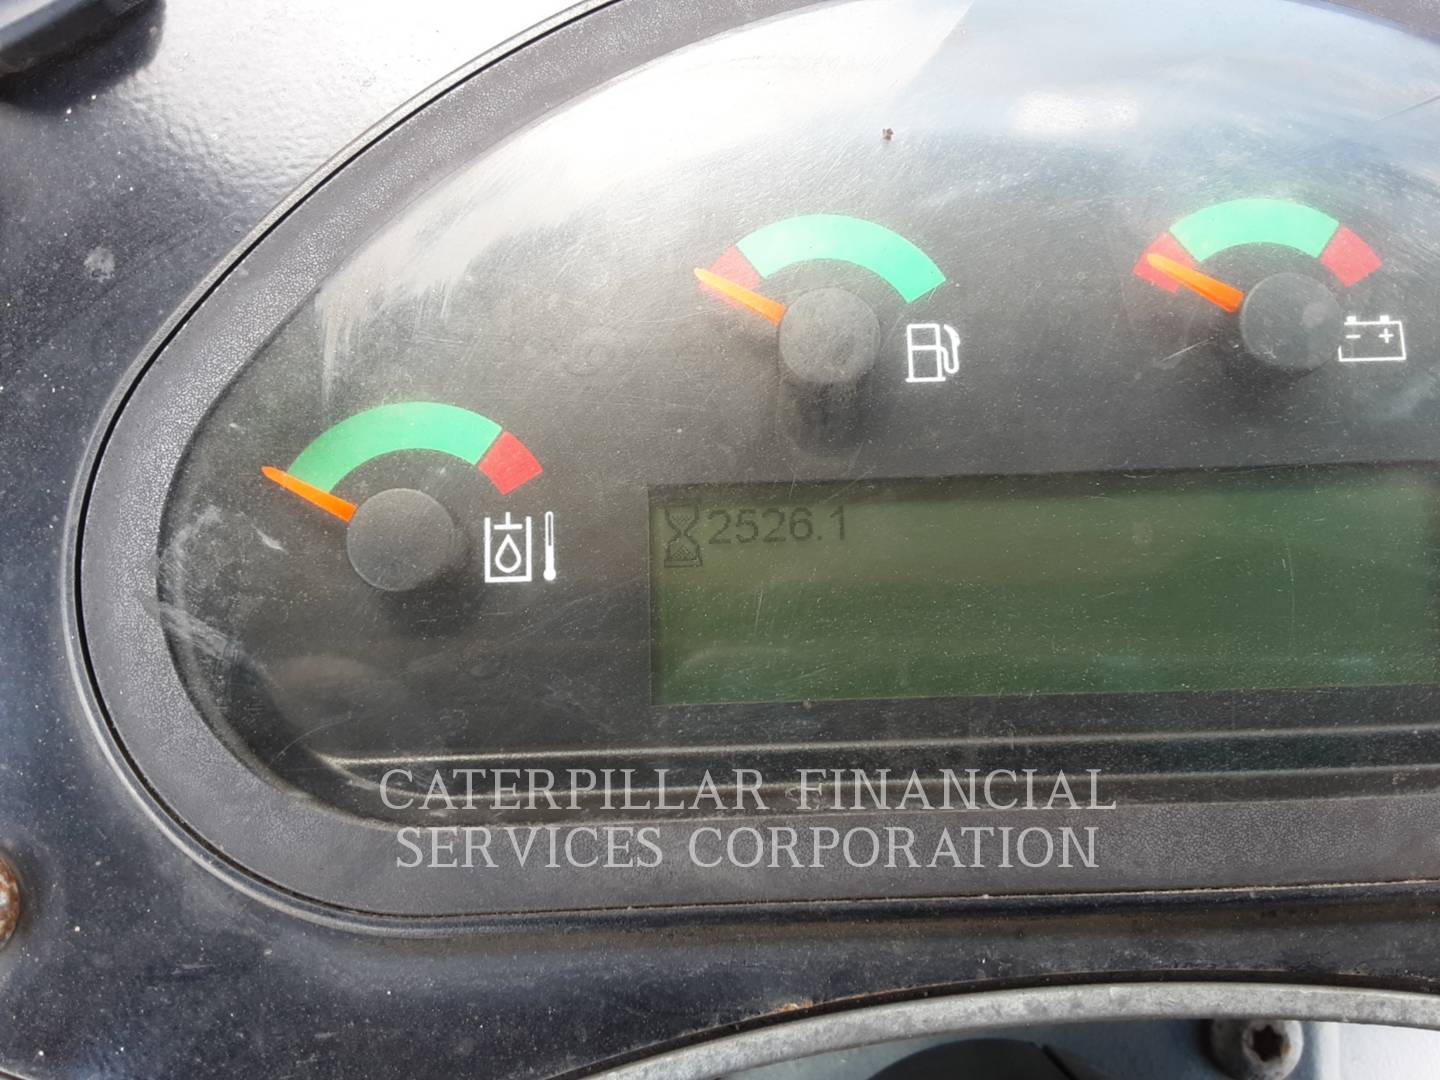 2526.1
CATERPILLAR FINANCIAL
SERVICES CORPORATION